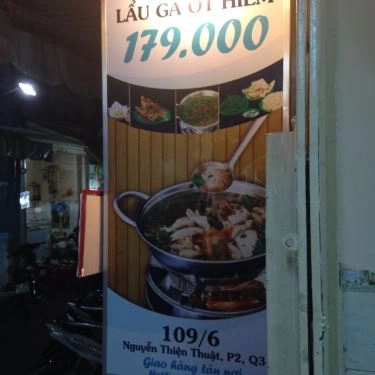 LẨU GÀ ỚT HIỂM
179.000
109/6
Nguyễn Thiện Thuật, P2, Q3
Giao hàng tận nơi